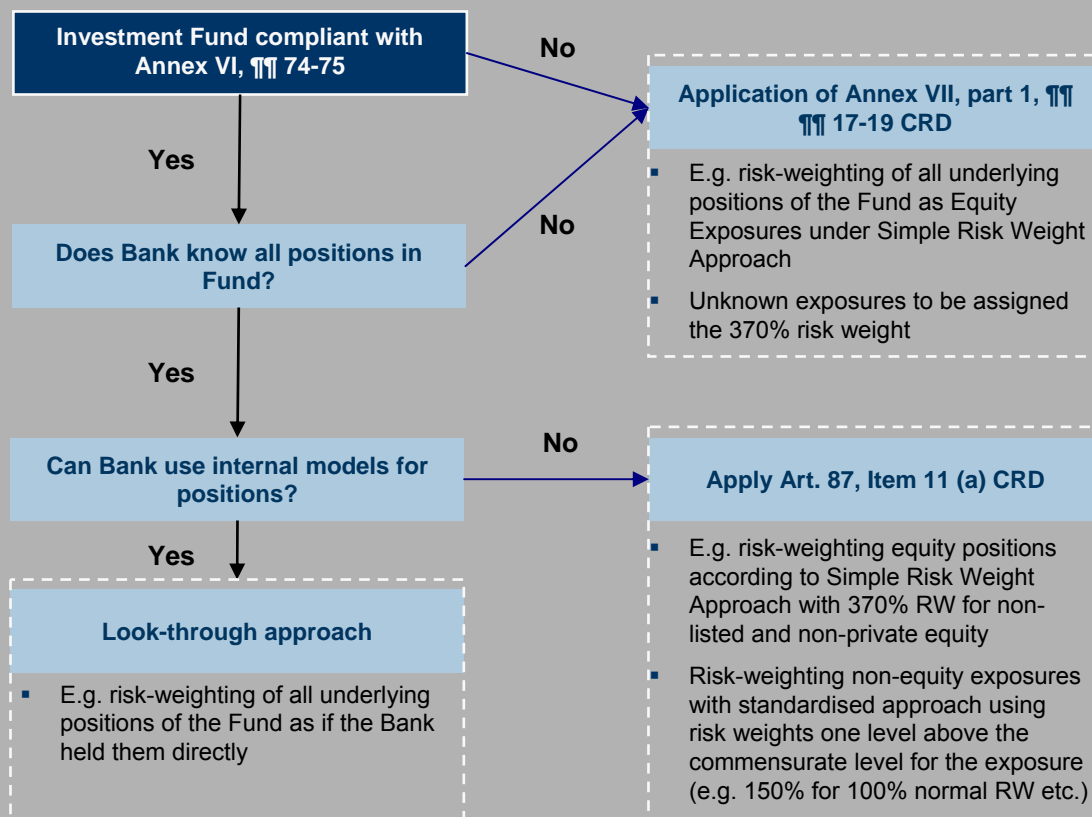 Investment Fund compliant with
Annex VI, ¶¶ 74-75
No
Application of Annex VII, part 1, ¶¶
¶¶ 17-19 CRD
▪ E.g. risk-weighting of all underlying
positions of the Fund as Equity
Exposures under Simple Risk Weight
Approach
▪ Unknown exposures to be assigned
the 370% risk weight
Yes
No
Does Bank know all positions in
Fund?
Yes
No
Can Bank use internal models for
positions?
Apply Art. 87, Item 11 (a) CRD
▪ E.g. risk-weighting equity positions
according to Simple Risk Weight
Approach with 370% RW for non-
listed and non-private equity
▪ Risk-weighting non-equity exposures
with standardised approach using
risk weights one level above the
commensurate level for the exposure
(e.g. 150% for 100% normal RW etc.)
Yes
Look-through approach
▪ E.g. risk-weighting of all underlying
positions of the Fund as if the Bank
held them directly